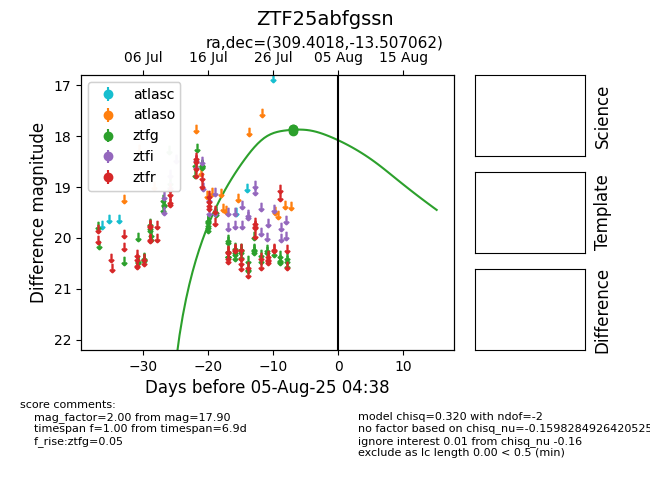 ZTF25abfgssn
ra,dec=(309.4018,-13.507062)
06 Jul 16 Jul 26 Jul 05 Aug 15 Aug
atlasc
atlaso
ztfg
ztfi
ztfr
17
18
19
20
21
22
Difference magnitude
−30 −20 −10 0 10
Days before 05-Aug-25 04:38
Science
Template
Difference
score comments:
mag_factor=2.00 from mag=17.90
timespan f=1.00 from timespan=6.9d
f_rise:ztfg=0.05
model chisq=0.320 with ndof=-2
no factor based on chisq_nu=-0.1598284926420525
ignore interest 0.01 from chisq_nu -0.16
exclude as lc length 0.00 < 0.5 (min)